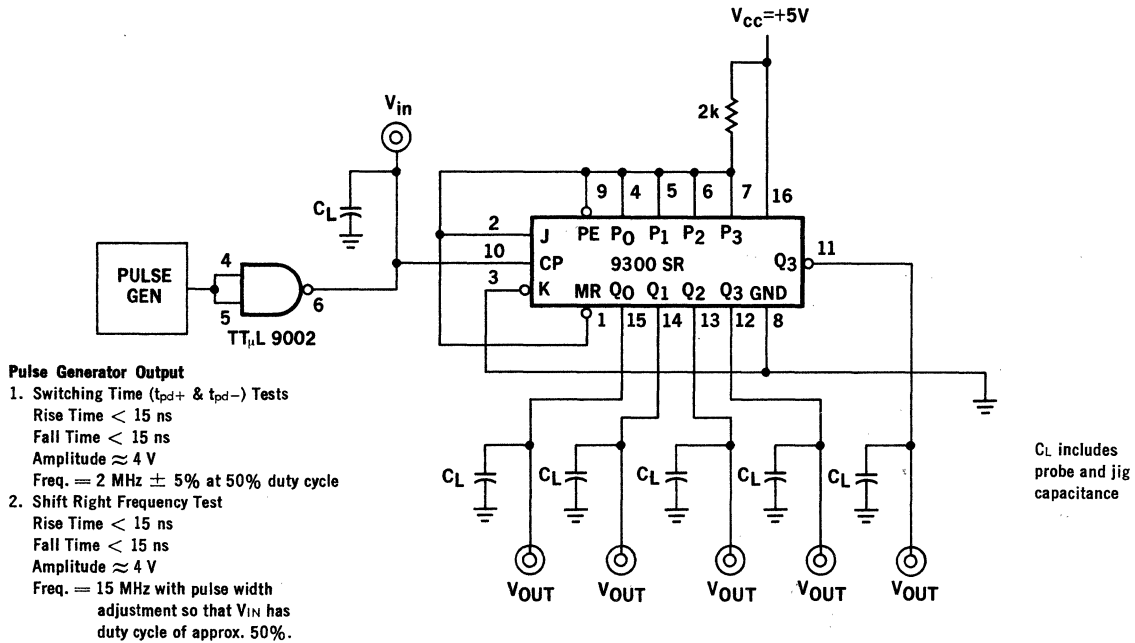 VCC=+5V
2k
Vin
CL
9 4 5 6 7 16
2
10
3
J PE P0 P1 P2 P3
CP 9300 SR Q3 11
K MR Q0 Q1 Q2 Q3 GND
1 15 14 13 12 8
PULSE
GEN
4
5
6
TTμL 9002
Pulse Generator Output
1. Switching Time (tpd+ & tpd−) Tests
Rise Time < 15 ns
Fall Time < 15 ns
Amplitude ≈ 4 V
Freq. = 2 MHz ± 5% at 50% duty cycle
2. Shift Right Frequency Test
Rise Time < 15 ns
Fall Time < 15 ns
Amplitude ≈ 4 V
Freq. = 15 MHz with pulse width
adjustment so that VIN has
duty cycle of approx. 50%.
CL CL CL CL CL
VOUT VOUT VOUT VOUT VOUT
CL includes
probe and jig
capacitance